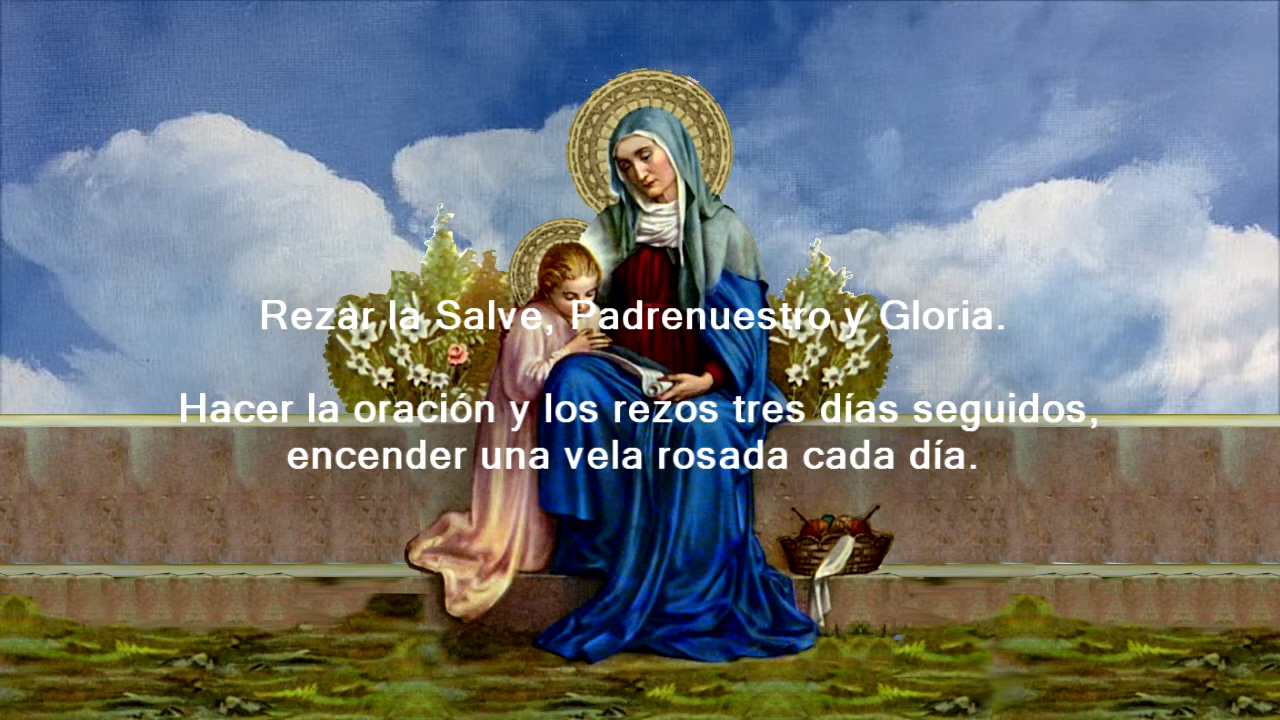 Rezar la Salve, Padrenuestro y Gloria.
Hacer la oración y los rezos tres días seguidos,
encender una vela rosada cada día.